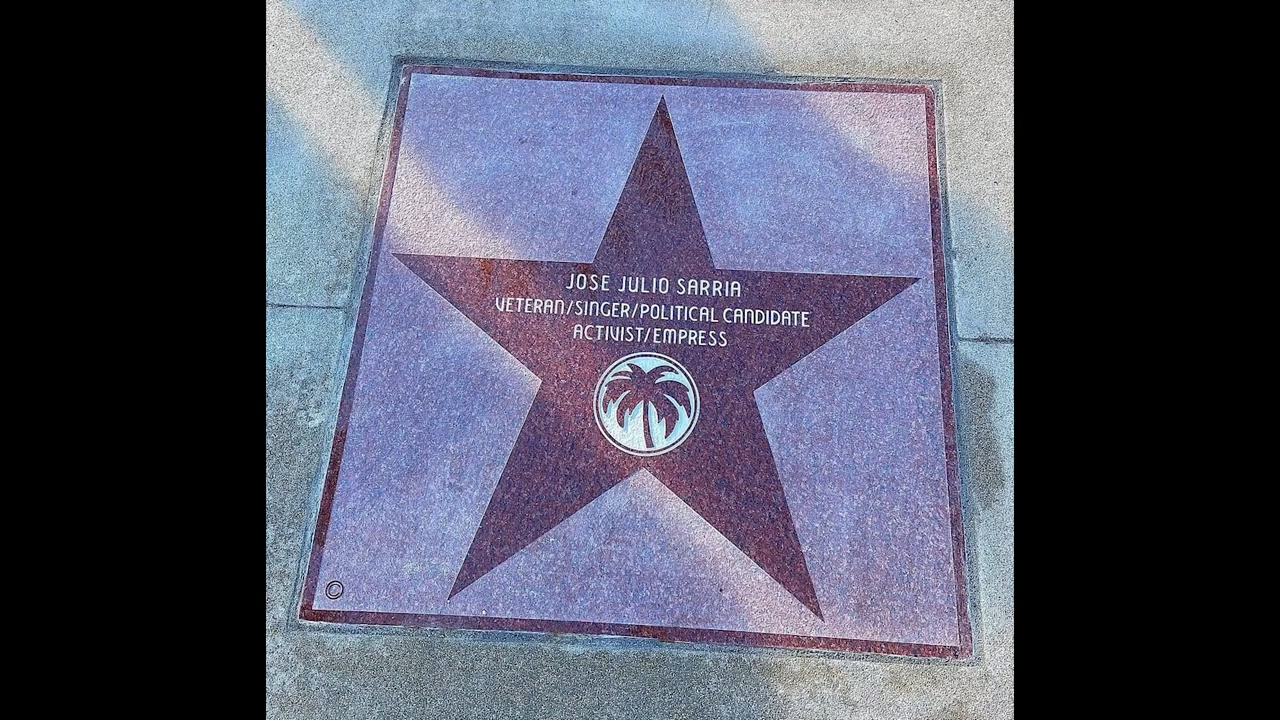 JOSE JULIO SARRIA
VETERAN/SINGER/POLITICAL CANDIDATE
ACTIVIST/EMPRESS
©